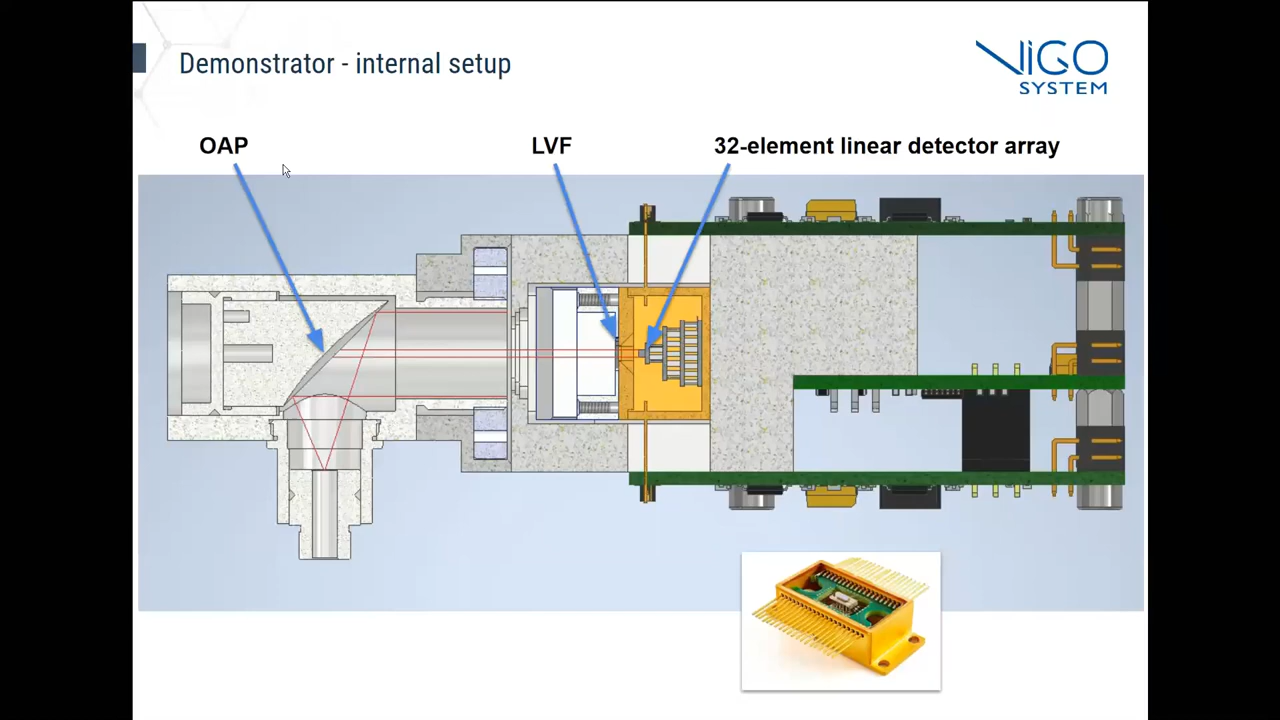 Demonstrator - internal setup
VIGO
SYSTEM
OAP
LVF
32-element linear detector array